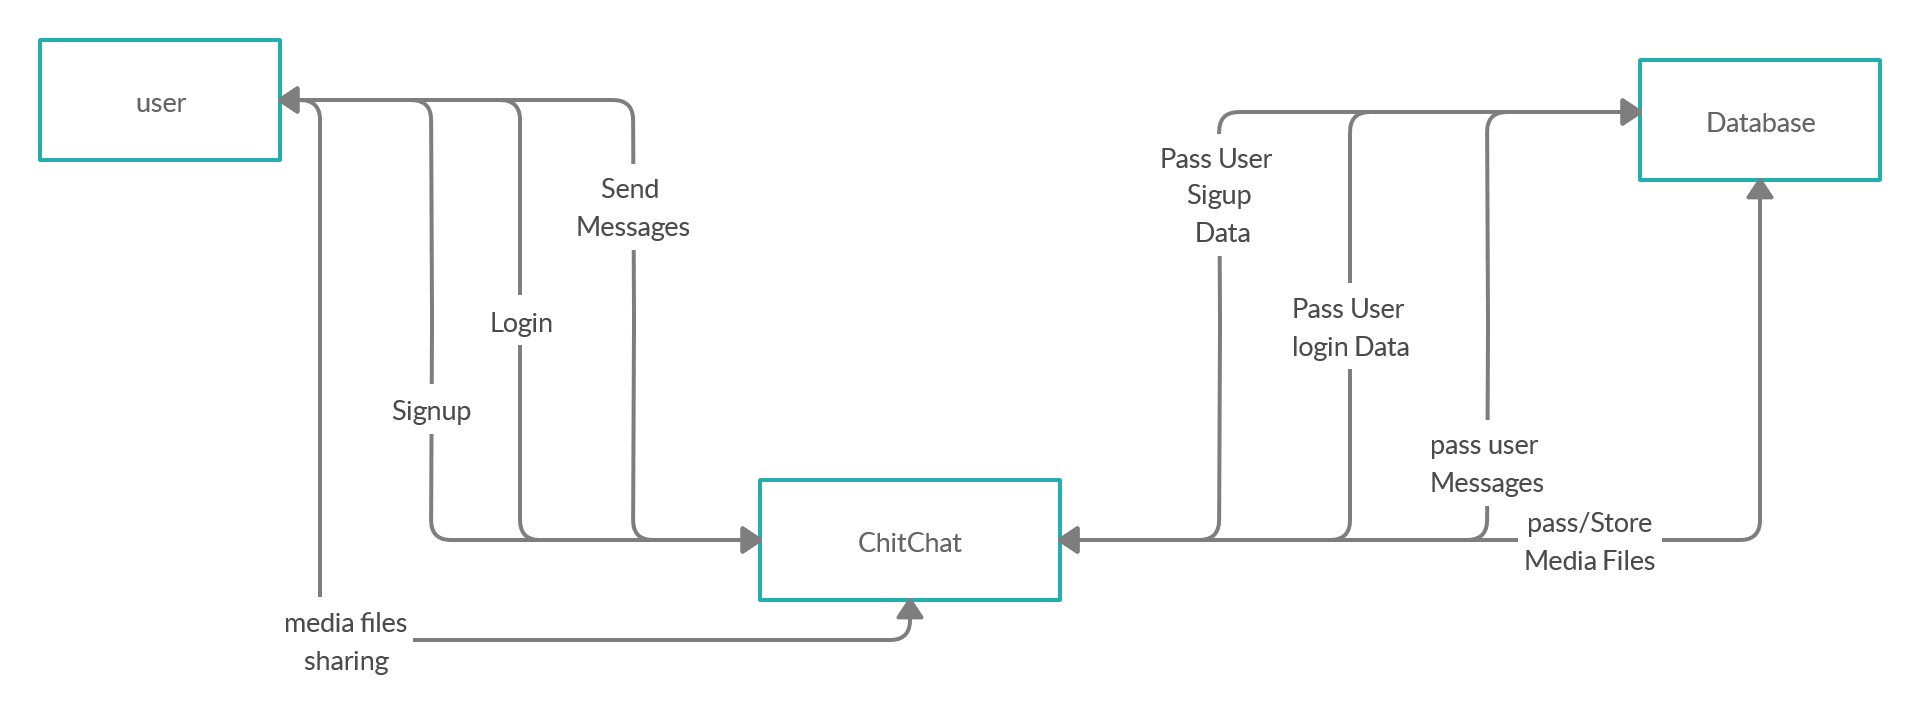 user
Database
Send
Messages
Login
Signup
media files
sharing
ChitChat
Pass User
Sigup
Data
Pass User
login Data
pass user
Messages
pass/Store
Media Files